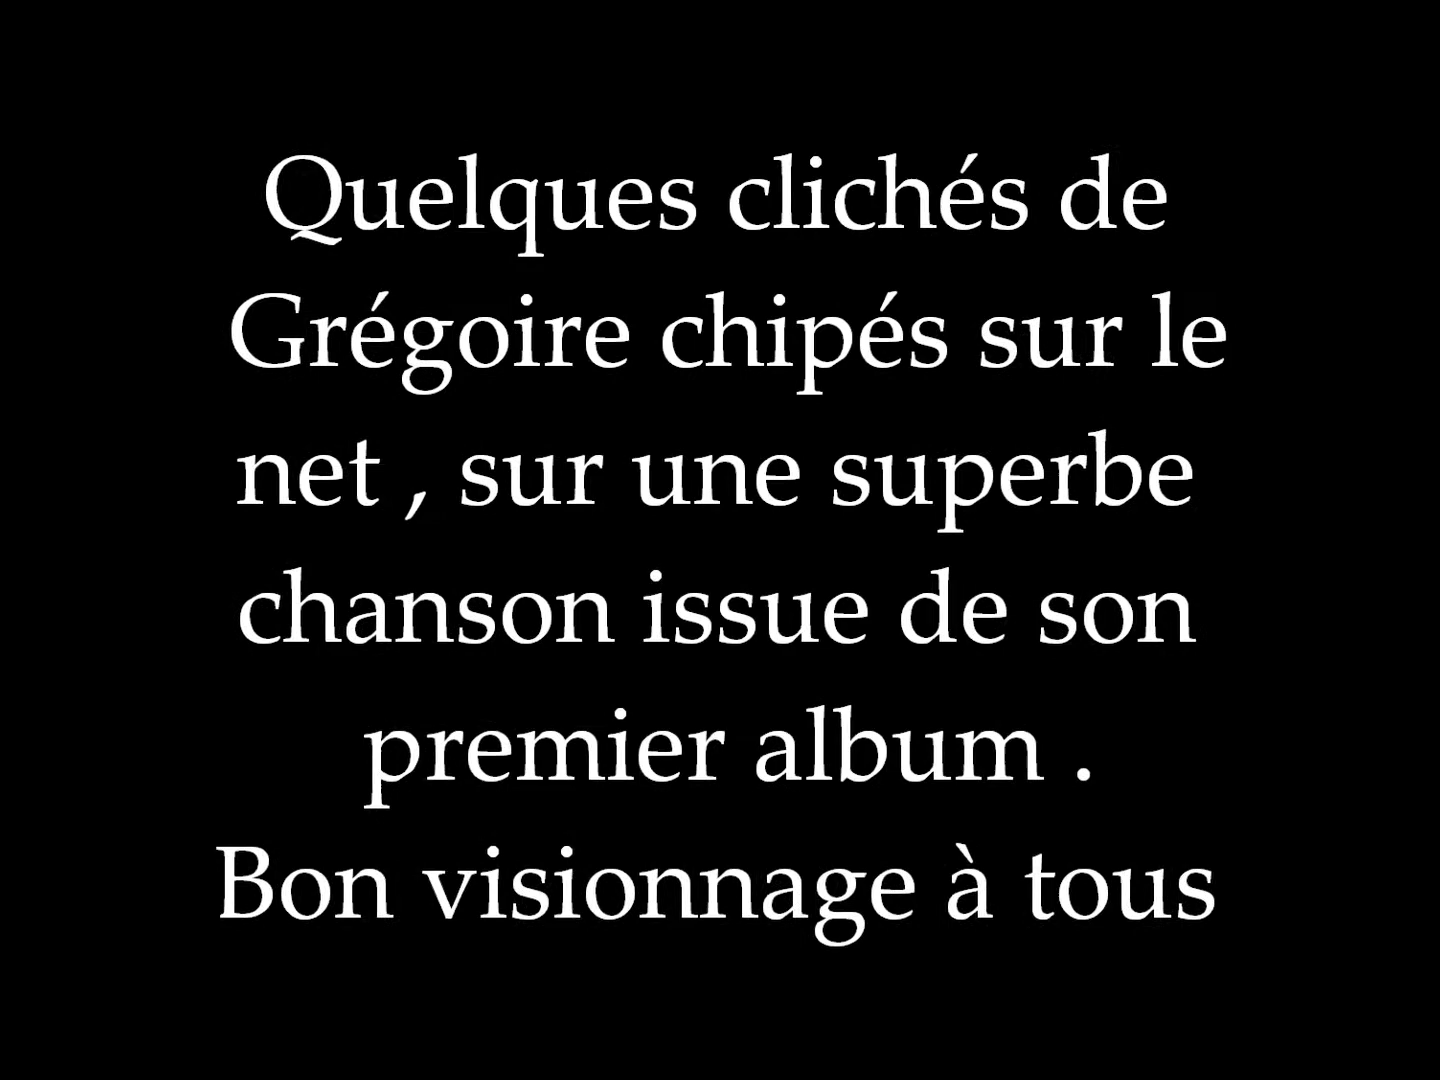 Quelques clichés de
Grégoire chipés sur le
net , sur une superbe
chanson issue de son
premier album .
Bon visionnage à tous